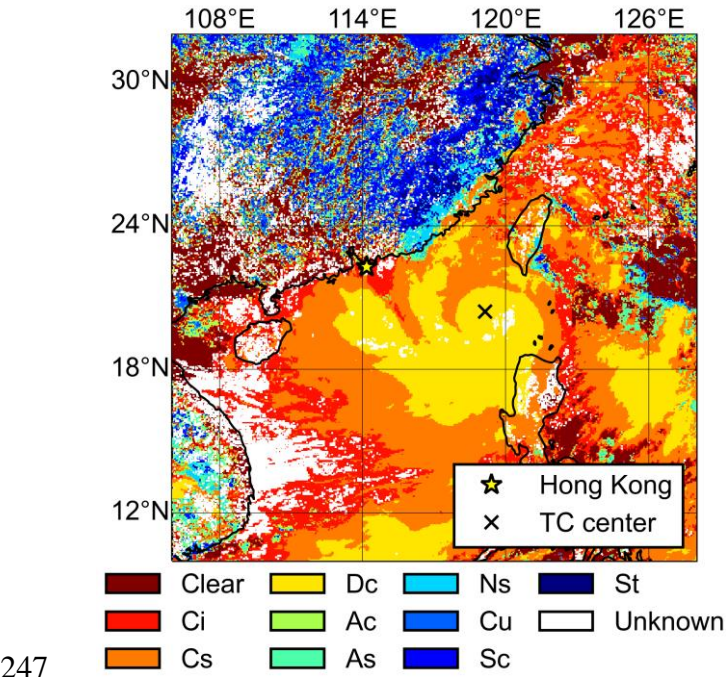 108°E 114°E 120°E 126°E
30°N
24°N
18°N
12°N
Hong Kong
TC center
Clear Dc Ns St
Ci Ac Cu Unknown
Cs As Sc
247